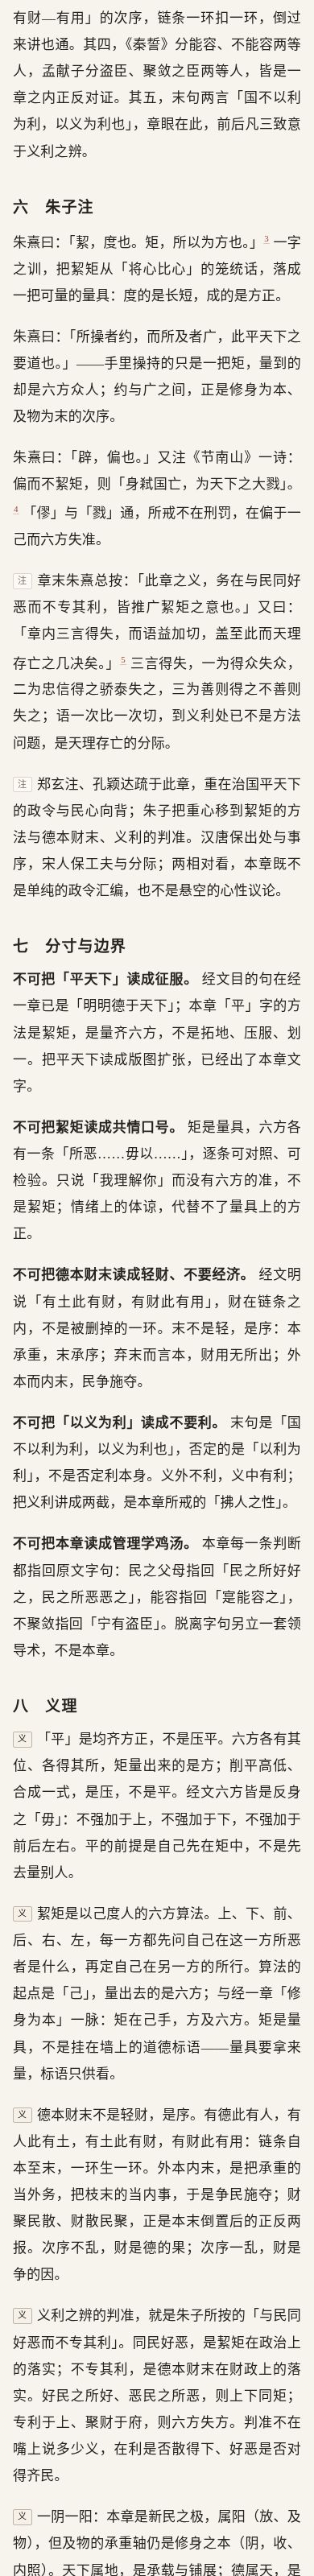 有财—有用」的次序，链条一环扣一环，倒过
来讲也通。其四，《秦誓》分能容、不能容两等
人，孟献子分盗臣、聚敛之臣两等人，皆是一
章之内正反对证。其五，末句两言「国不以利
为利，以义为利也」，章眼在此，前后凡三致意
于义利之辨。
六　朱子注
朱熹曰：「絜，度也。矩，所以为方也。」3 一字
之训，把絜矩从「将心比心」的笼统话，落成
一把可量的量具：度的是长短，成的是方正。
朱熹曰：「所操者约，而所及者广，此平天下之
要道也。」——手里操持的只是一把矩，量到的
却是六方众人；约与广之间，正是修身为本、
及物为末的次序。
朱熹曰：「辟，偏也。」又注《节南山》一诗：
偏而不絜矩，则「身弑国亡，为天下之大戮」。
4 「僇」与「戮」通，所戒不在刑罚，在偏于一
己而六方失准。
注 章末朱熹总按：「此章之义，务在与民同好
恶而不专其利，皆推广絜矩之意也。」又曰：
「章内三言得失，而语益加切，盖至此而天理
存亡之几决矣。」5 三言得失，一为得众失众，
二为忠信得之骄泰失之，三为善则得之不善则
失之；语一次比一次切，到义利处已不是方法
问题，是天理存亡的分际。
注 郑玄注、孔颖达疏于此章，重在治国平天下
的政令与民心向背；朱子把重心移到絜矩的方
法与德本财末、义利的判准。汉唐保出处与事
序，宋人保工夫与分际；两相对看，本章既不
是单纯的政令汇编，也不是悬空的心性议论。
七　分寸与边界
不可把「平天下」读成征服。 经文目的句在经
一章已是「明明德于天下」；本章「平」字的方
法是絜矩，是量齐六方，不是拓地、压服、划
一。把平天下读成版图扩张，已经出了本章文
字。
不可把絜矩读成共情口号。 矩是量具，六方各
有一条「所恶……毋以……」，逐条可对照、可
检验。只说「我理解你」而没有六方的准，不
是絜矩；情绪上的体谅，代替不了量具上的方
正。
不可把德本财末读成轻财、不要经济。 经文明
说「有土此有财，有财此有用」，财在链条之
内，不是被删掉的一环。末不是轻，是序：本
承重，末承序；弃末而言本，财用无所出；外
本而内末，民争施夺。
不可把「以义为利」读成不要利。 末句是「国
不以利为利，以义为利也」，否定的是「以利为
利」，不是否定利本身。义外不利，义中有利；
把义利讲成两截，是本章所戒的「拂人之性」。
不可把本章读成管理学鸡汤。 本章每一条判断
都指回原文字句：民之父母指回「民之所好好
之，民之所恶恶之」，能容指回「寔能容之」，
不聚敛指回「宁有盗臣」。脱离字句另立一套领
导术，不是本章。
八　义理
义 「平」是均齐方正，不是压平。六方各有其
位、各得其所，矩量出来的是方；削平高低、
合成一式，是压，不是平。经文六方皆是反身
之「毋」：不强加于上，不强加于下，不强加于
前后左右。平的前提是自己先在矩中，不是先
去量别人。
义 絜矩是以己度人的六方算法。上、下、前、
后、右、左，每一方都先问自己在这一方所恶
者是什么，再定自己在另一方的所行。算法的
起点是「己」，量出去的是六方；与经一章「修
身为本」一脉：矩在己手，方及六方。矩是量
具，不是挂在墙上的道德标语——量具要拿来
量，标语只供看。
义 德本财末不是轻财，是序。有德此有人，有
人此有土，有土此有财，有财此有用：链条自
本至末，一环生一环。外本内末，是把承重的
当外务，把枝末的当内事，于是争民施夺；财
聚民散、财散民聚，正是本末倒置后的正反两
报。次序不乱，财是德的果；次序一乱，财是
争的因。
义 义利之辨的判准，就是朱子所按的「与民同
好恶而不专其利」。同民好恶，是絜矩在政治上
的落实；不专其利，是德本财末在财政上的落
实。好民之所好、恶民之所恶，则上下同矩；
专利于上、聚财于府，则六方失方。判准不在
嘴上说多少义，在利是否散得下、好恶是否对
得齐民。
义 一阴一阳：本章是新民之极，属阳（放、及
物），但及物的承重轴仍是修身之本（阴，收、
内照）。天下属地，是承载与铺展；德属天，是